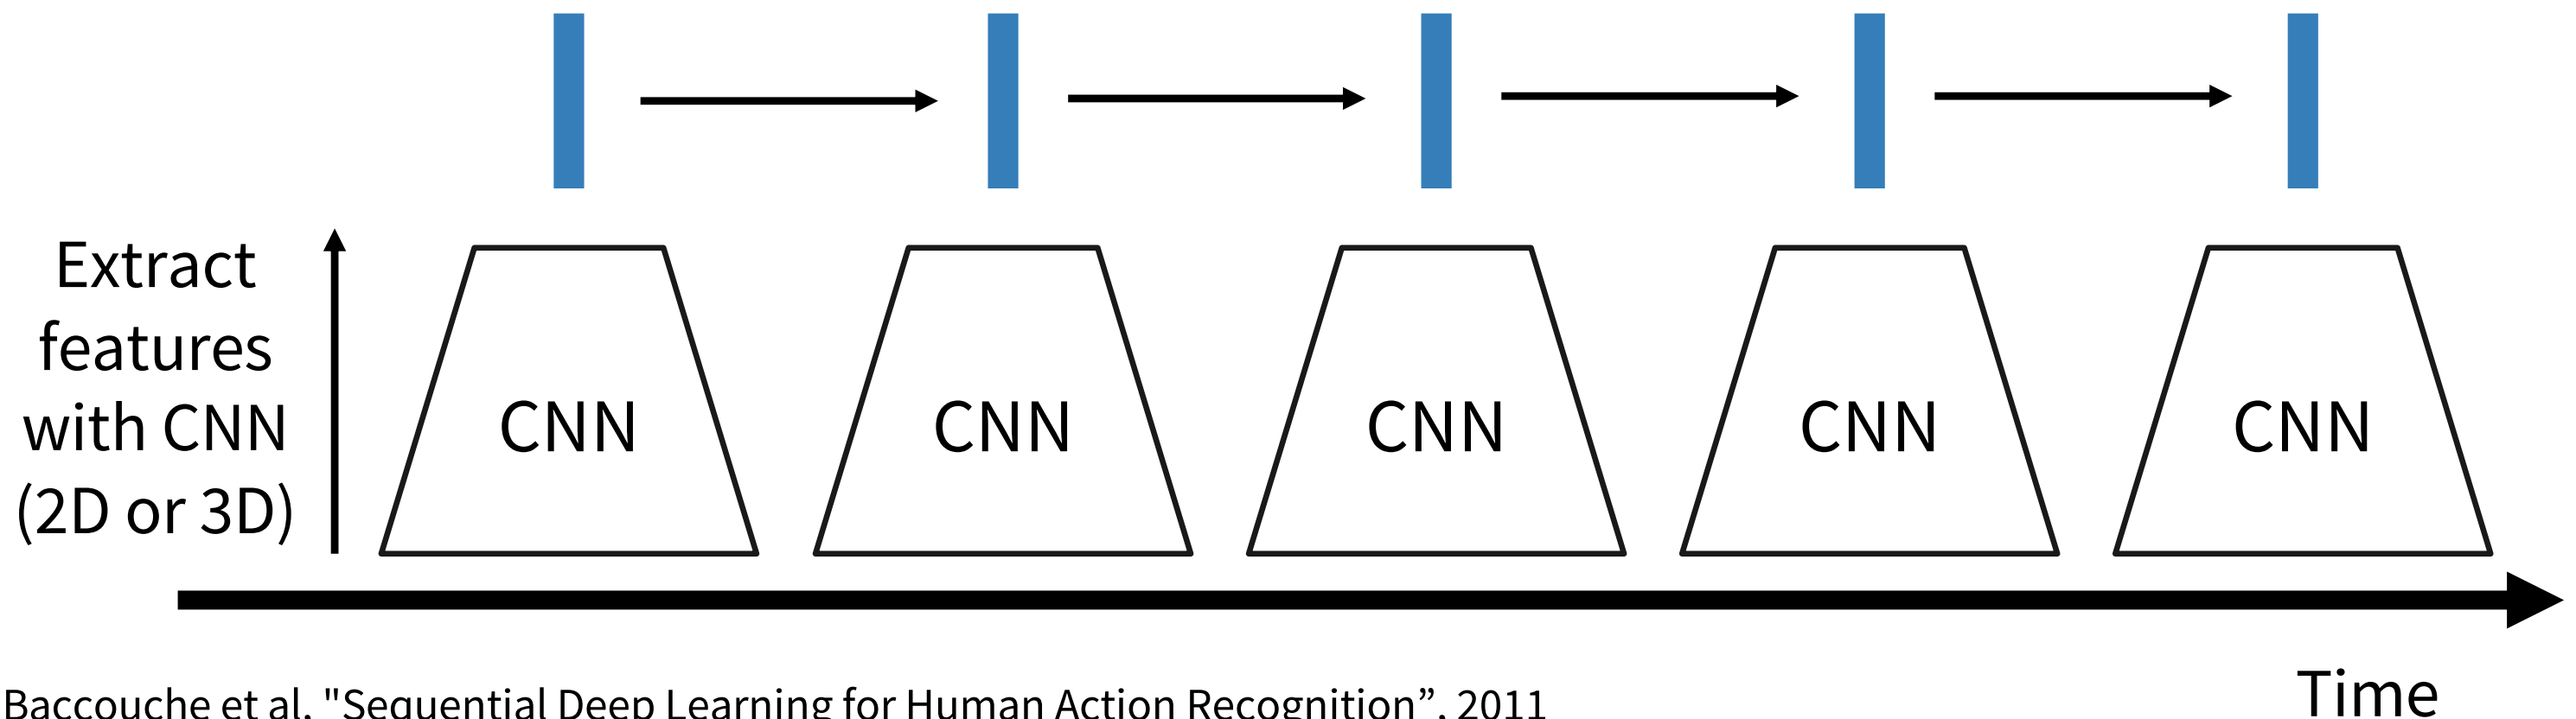 Extract
features
with CNN
(2D or 3D)
CNN
CNN
CNN
CNN
CNN
Time
Baccouche et al, "Sequential Deep Learning for Human Action Recognition”, 2011